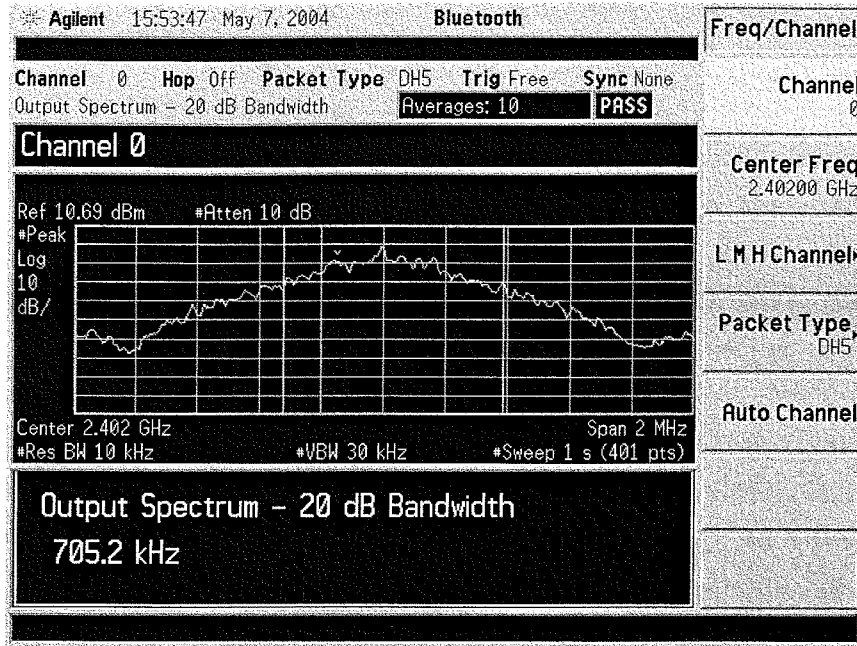 Agilent 15:53:47 May 7, 2004 Bluetooth
Freq/Channel
Channel 0 Hop Off Packet Type DH5 Trig Free Sync None
Output Spectrum – 20 dB Bandwidth Averages: 10 PASS
Channel 0
Ref 10.69 dBm #Atten 10 dB
#Peak
Log
10
dB/
Center 2.402 GHz Span 2 MHz
#Res BW 10 kHz #VBW 30 kHz #Sweep 1 s (401 pts)
Output Spectrum – 20 dB Bandwidth
705.2 kHz
Channel
0
Center Freq
2.40200 GHz
L M H Channel
Packet Type
DH5
Auto Channel